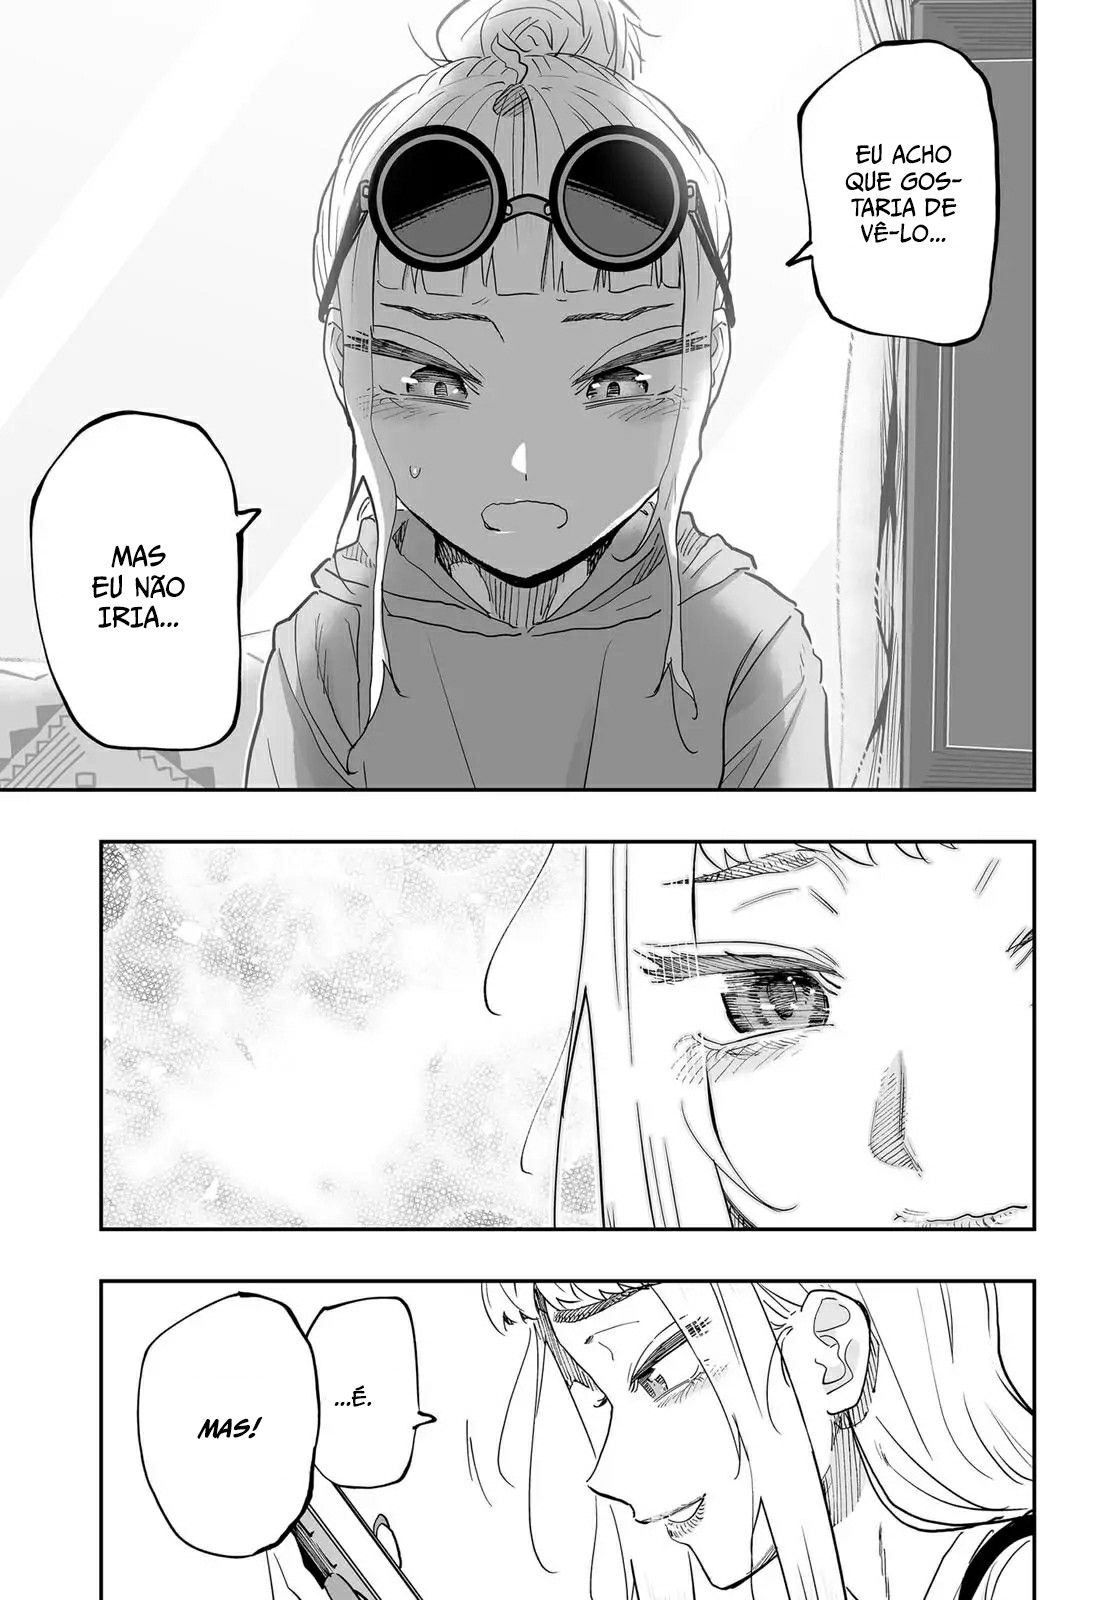 EU ACHO
QUE GOS-
TARIA DE
VÊ-LO...
MAS
EU NÃO
IRIA...
...É.
MAS!